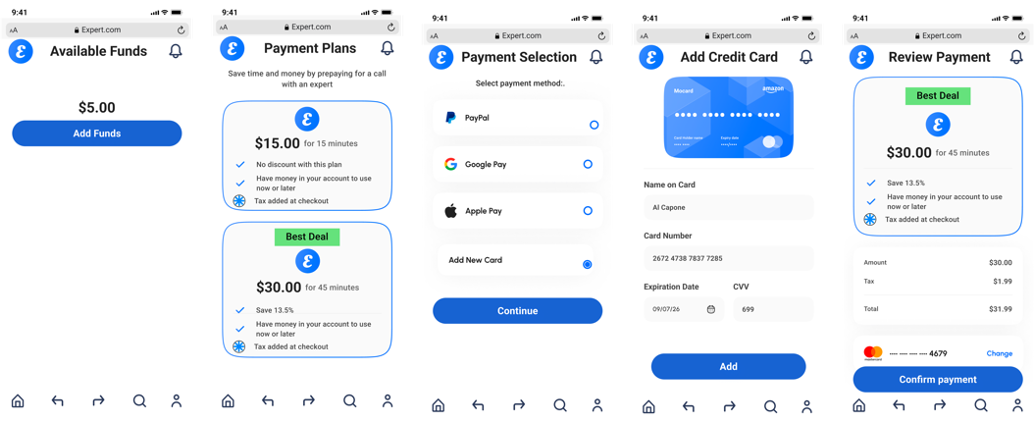 9:41
AA Expert.com
Available Funds
$5.00
Add Funds
9:41
AA Expert.com
Payment Plans
Save time and money by prepaying for a call
with an expert
$15.00 for 15 minutes
No discount with this plan
Have money in your account to use
now or later
Tax added at checkout
Best Deal
$30.00 for 45 minutes
Save 13.5%
Have money in your account to use
now or later
Tax added at checkout
9:41
AA Expert.com
Payment Selection
Select payment method:.
PayPal
Google Pay
Apple Pay
Add New Card
Continue
9:41
AA Expert.com
Add Credit Card
Mocard amazon
Card holder name Expiry date
Name on Card
Al Capone
Card Number
2672 4738 7837 7285
Expiration Date CVV
09/07/26 699
Add
9:41
AA Expert.com
Review Payment
Best Deal
$30.00 for 45 minutes
Save 13.5%
Have money in your account to use
now or later
Tax added at checkout
Amount $30.00
Tax $1.99
Total $31.99
mastercard 4679 Change
Confirm payment